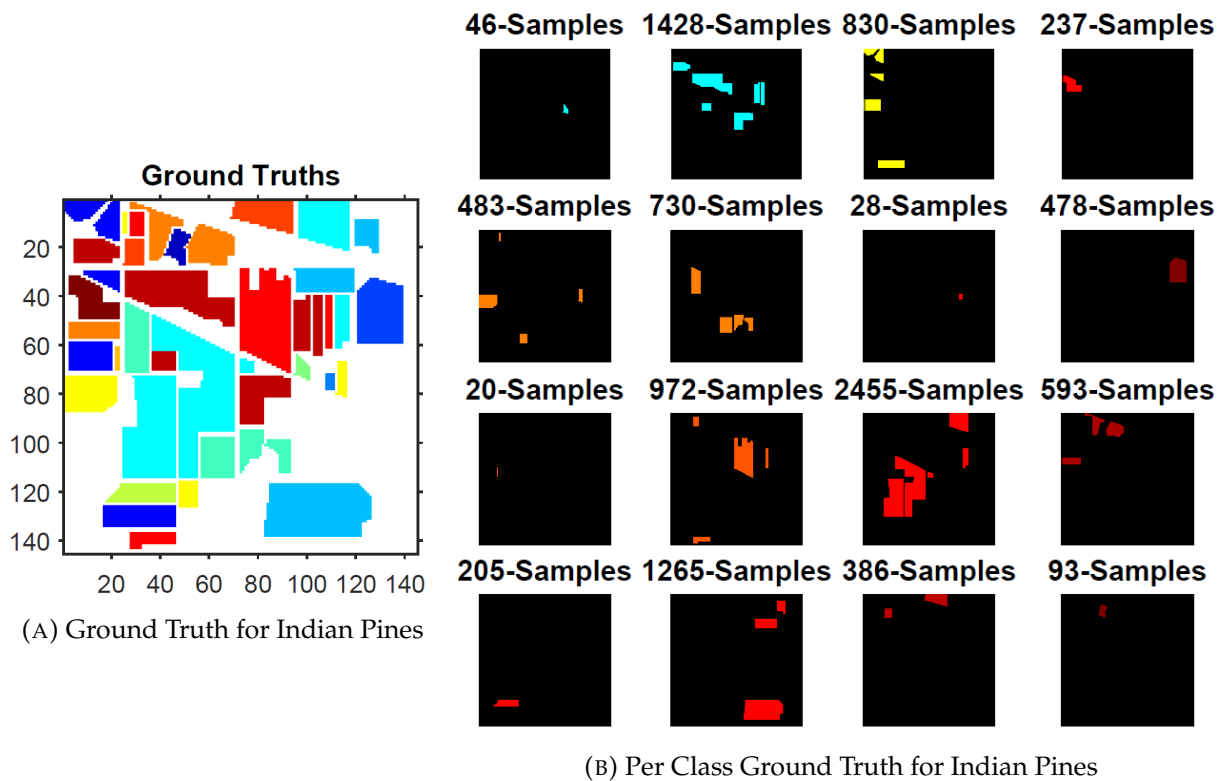 Ground Truths
20
40
60
80
100
120
140
20 40 60 80 100 120 140
(A) Ground Truth for Indian Pines
46-Samples 1428-Samples 830-Samples 237-Samples
483-Samples 730-Samples 28-Samples 478-Samples
20-Samples 972-Samples 2455-Samples 593-Samples
205-Samples 1265-Samples 386-Samples 93-Samples
(B) Per Class Ground Truth for Indian Pines